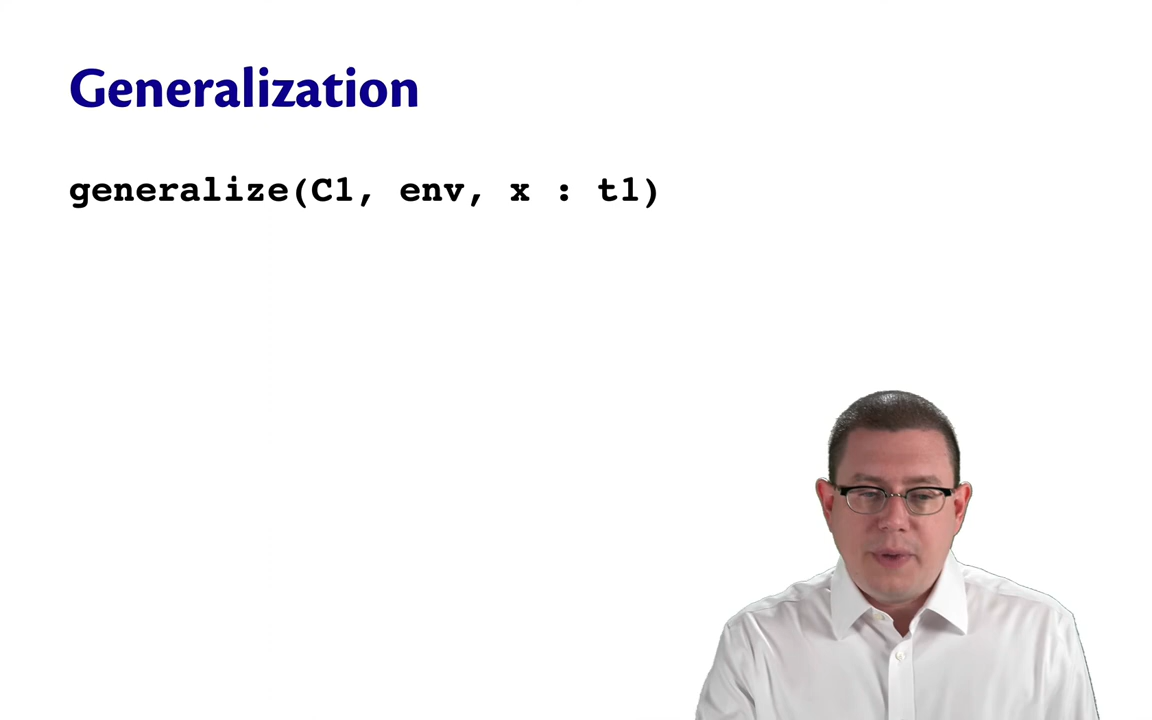 Generalization
generalize(C1, env, x : t1)